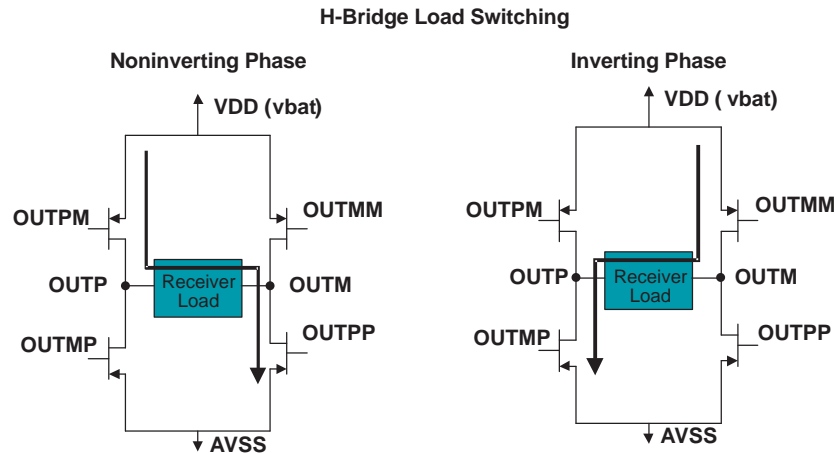 H-Bridge Load Switching
Noninverting Phase
VDD (vbat)
OUTPM
OUTMM
OUTP
Receiver
Load
OUTM
OUTMP
OUTPP
AVSS
Inverting Phase
VDD ( vbat)
OUTPM
OUTMM
OUTP
Receiver
Load
OUTM
OUTMP
OUTPP
AVSS